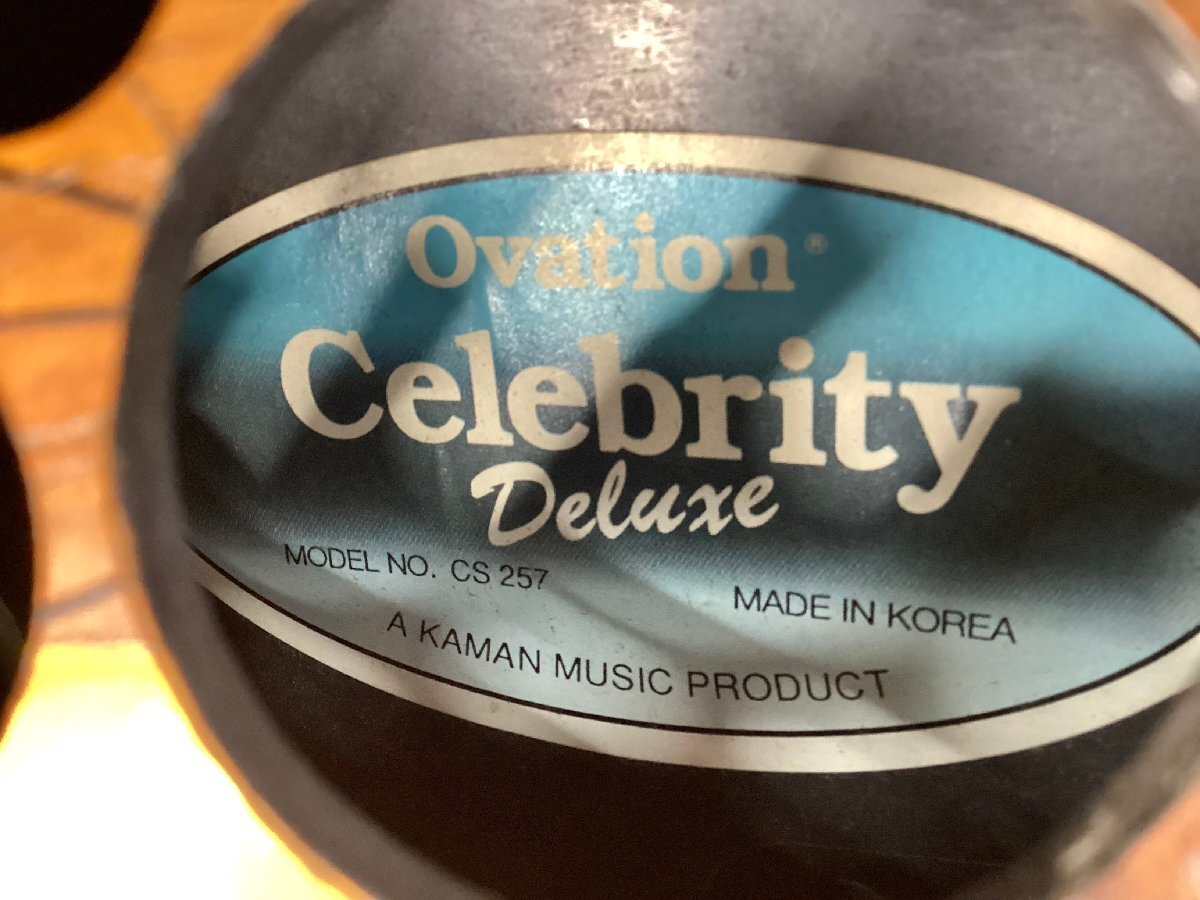 Ovation®
Celebrity
Deluxe
MODEL NO. CS 257
MADE IN KOREA
A KAMAN MUSIC PRODUCT